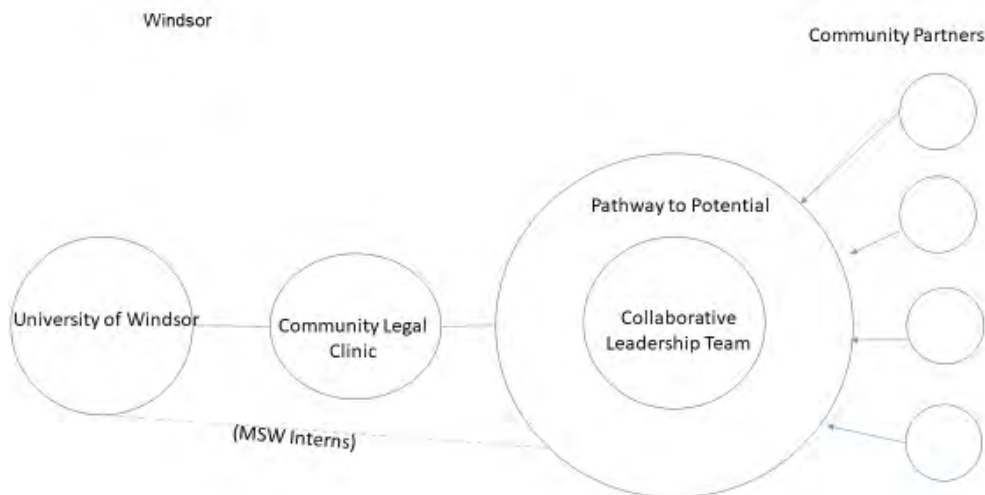 Windsor
Community Partners
Pathway to Potential
University of Windsor
Community Legal
Clinic
Collaborative
Leadership Team
(MSW Interns)